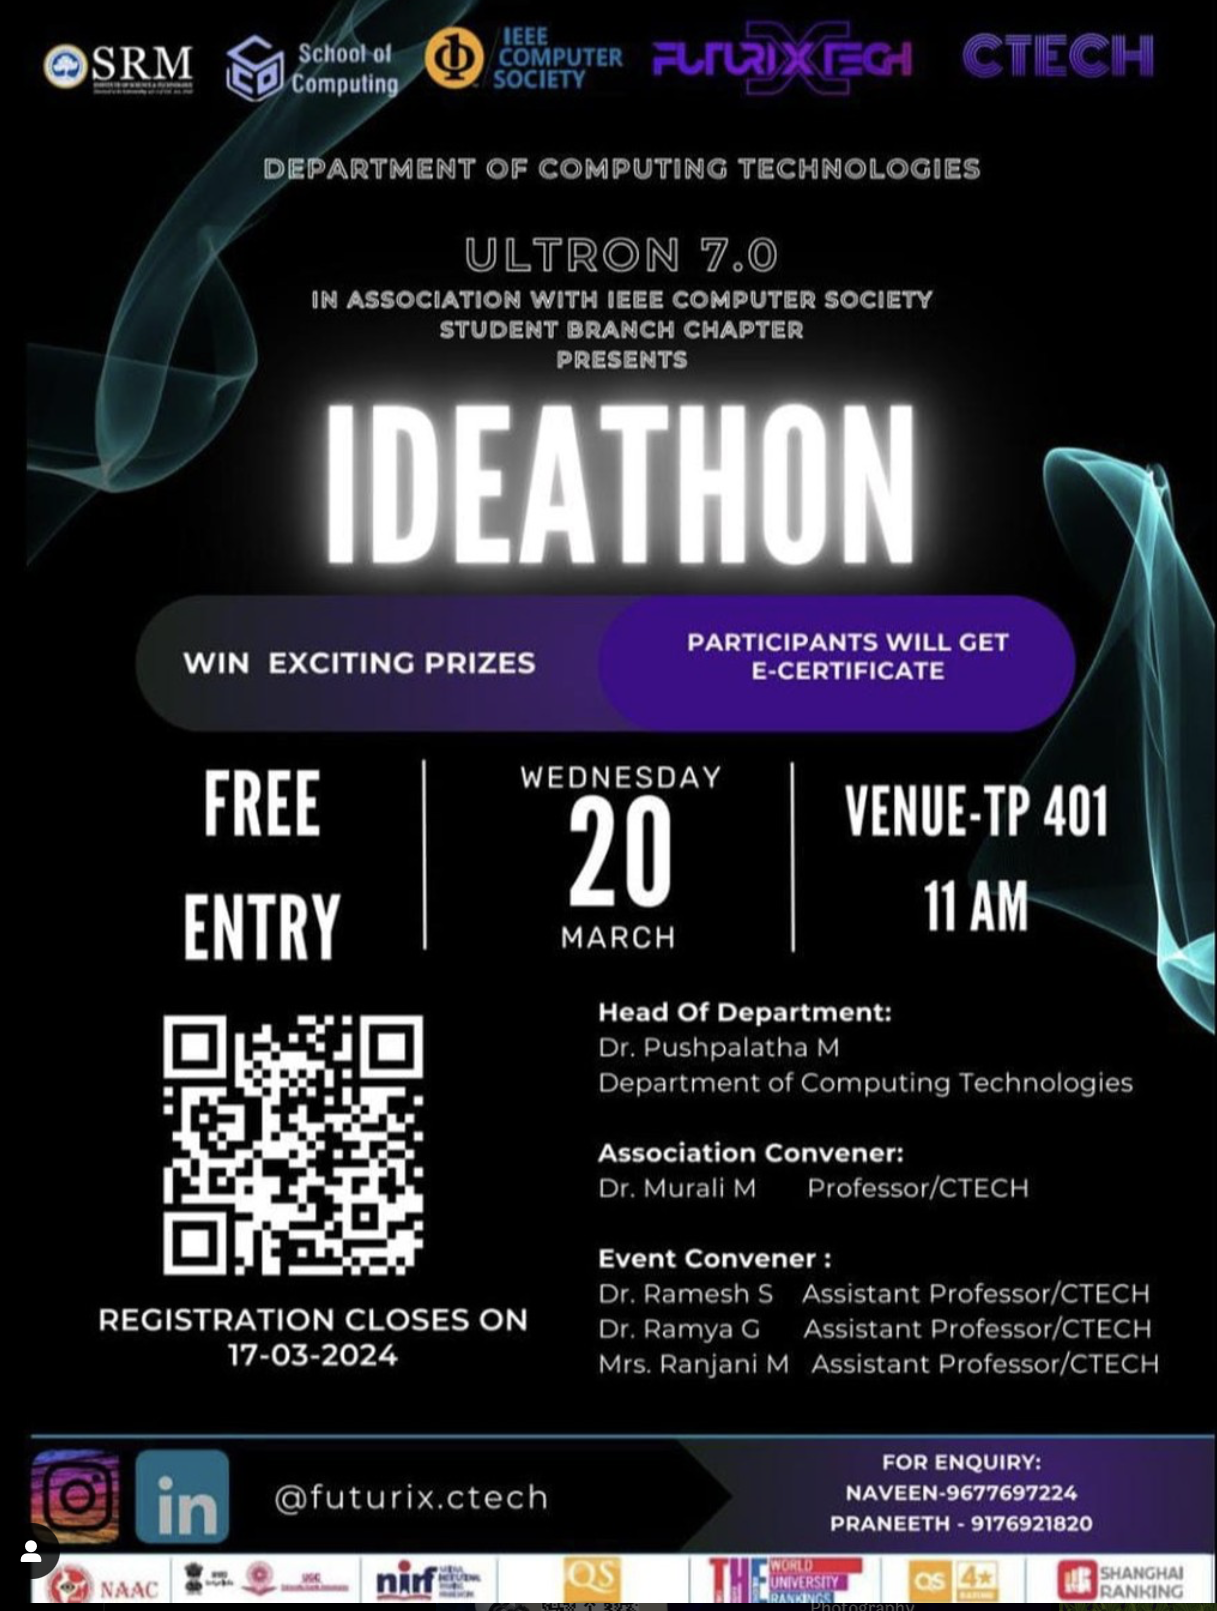 SRM
School of
Computing
IEEE
COMPUTER
SOCIETY
FUTURIXTECH
CTECH
DEPARTMENT OF COMPUTING TECHNOLOGIES
ULTRON 7.0
IN ASSOCIATION WITH IEEE COMPUTER SOCIETY
STUDENT BRANCH CHAPTER
PRESENTS
IDEATHON
WIN EXCITING PRIZES
PARTICIPANTS WILL GET
E-CERTIFICATE
FREE
ENTRY
WEDNESDAY
20
MARCH
VENUE-TP 401
11 AM
Head Of Department:
Dr. Pushpalatha M
Department of Computing Technologies
Association Convener:
Dr. Murali M Professor/CTECH
Event Convener :
Dr. Ramesh S Assistant Professor/CTECH
Dr. Ramya G Assistant Professor/CTECH
Mrs. Ranjani M Assistant Professor/CTECH
REGISTRATION CLOSES ON
17-03-2024
in
@futurix.ctech
FOR ENQUIRY:
NAVEEN-9677697224
PRANEETH - 9176921820
NAAC
nirf
QS
THE
WORLD
UNIVERSITY
RANKINGS
QS
4★
SHANGHAI
RANKING
Photography